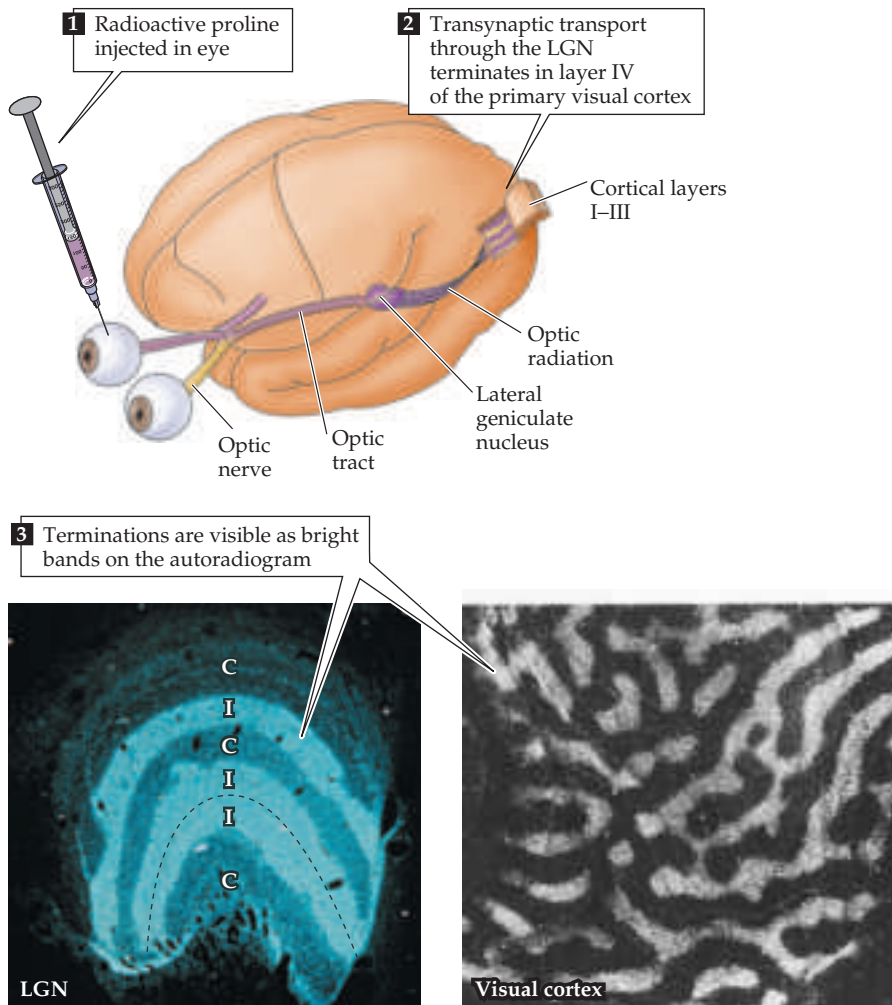 1 Radioactive proline
injected in eye
2 Transynaptic transport
through the LGN
terminates in layer IV
of the primary visual cortex
Cortical layers
I–III
Optic
radiation
Lateral
geniculate
nucleus
Optic
tract
Optic
nerve
3 Terminations are visible as bright
bands on the autoradiogram
C
I
C
I
I
C
LGN
Visual cortex